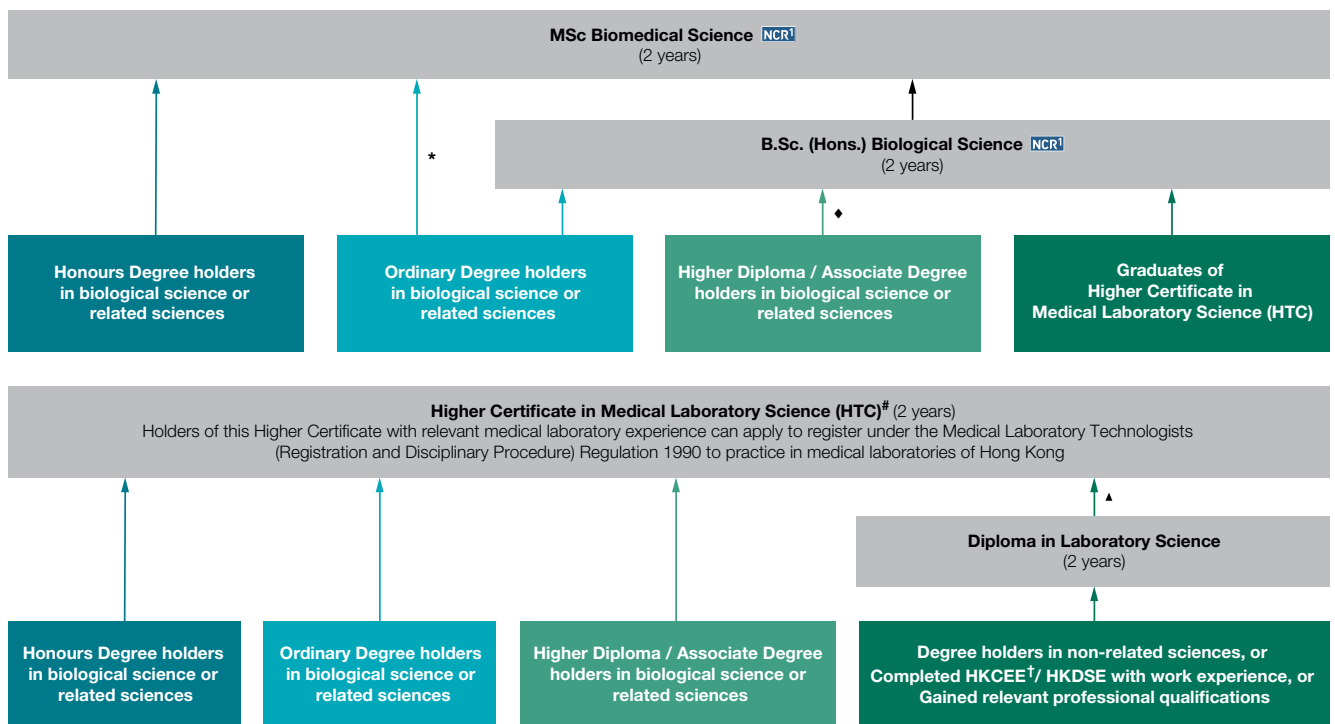 MSc Biomedical Science NCR¹
(2 years)
*
B.Sc. (Hons.) Biological Science NCR¹
(2 years)
♦
Honours Degree holders
in biological science or
related sciences
Ordinary Degree holders
in biological science or
related sciences
Higher Diploma / Associate Degree
holders in biological science or
related sciences
Graduates of
Higher Certificate in
Medical Laboratory Science (HTC)
Higher Certificate in Medical Laboratory Science (HTC)# (2 years)
Holders of this Higher Certificate with relevant medical laboratory experience can apply to register under the Medical Laboratory Technologists
(Registration and Disciplinary Procedure) Regulation 1990 to practice in medical laboratories of Hong Kong
▲
Diploma in Laboratory Science
(2 years)
Honours Degree holders
in biological science or
related sciences
Ordinary Degree holders
in biological science or
related sciences
Higher Diploma / Associate Degree
holders in biological science or
related sciences
Degree holders in non-related sciences, or
Completed HKCEE†/ HKDSE with work experience, or
Gained relevant professional qualifications